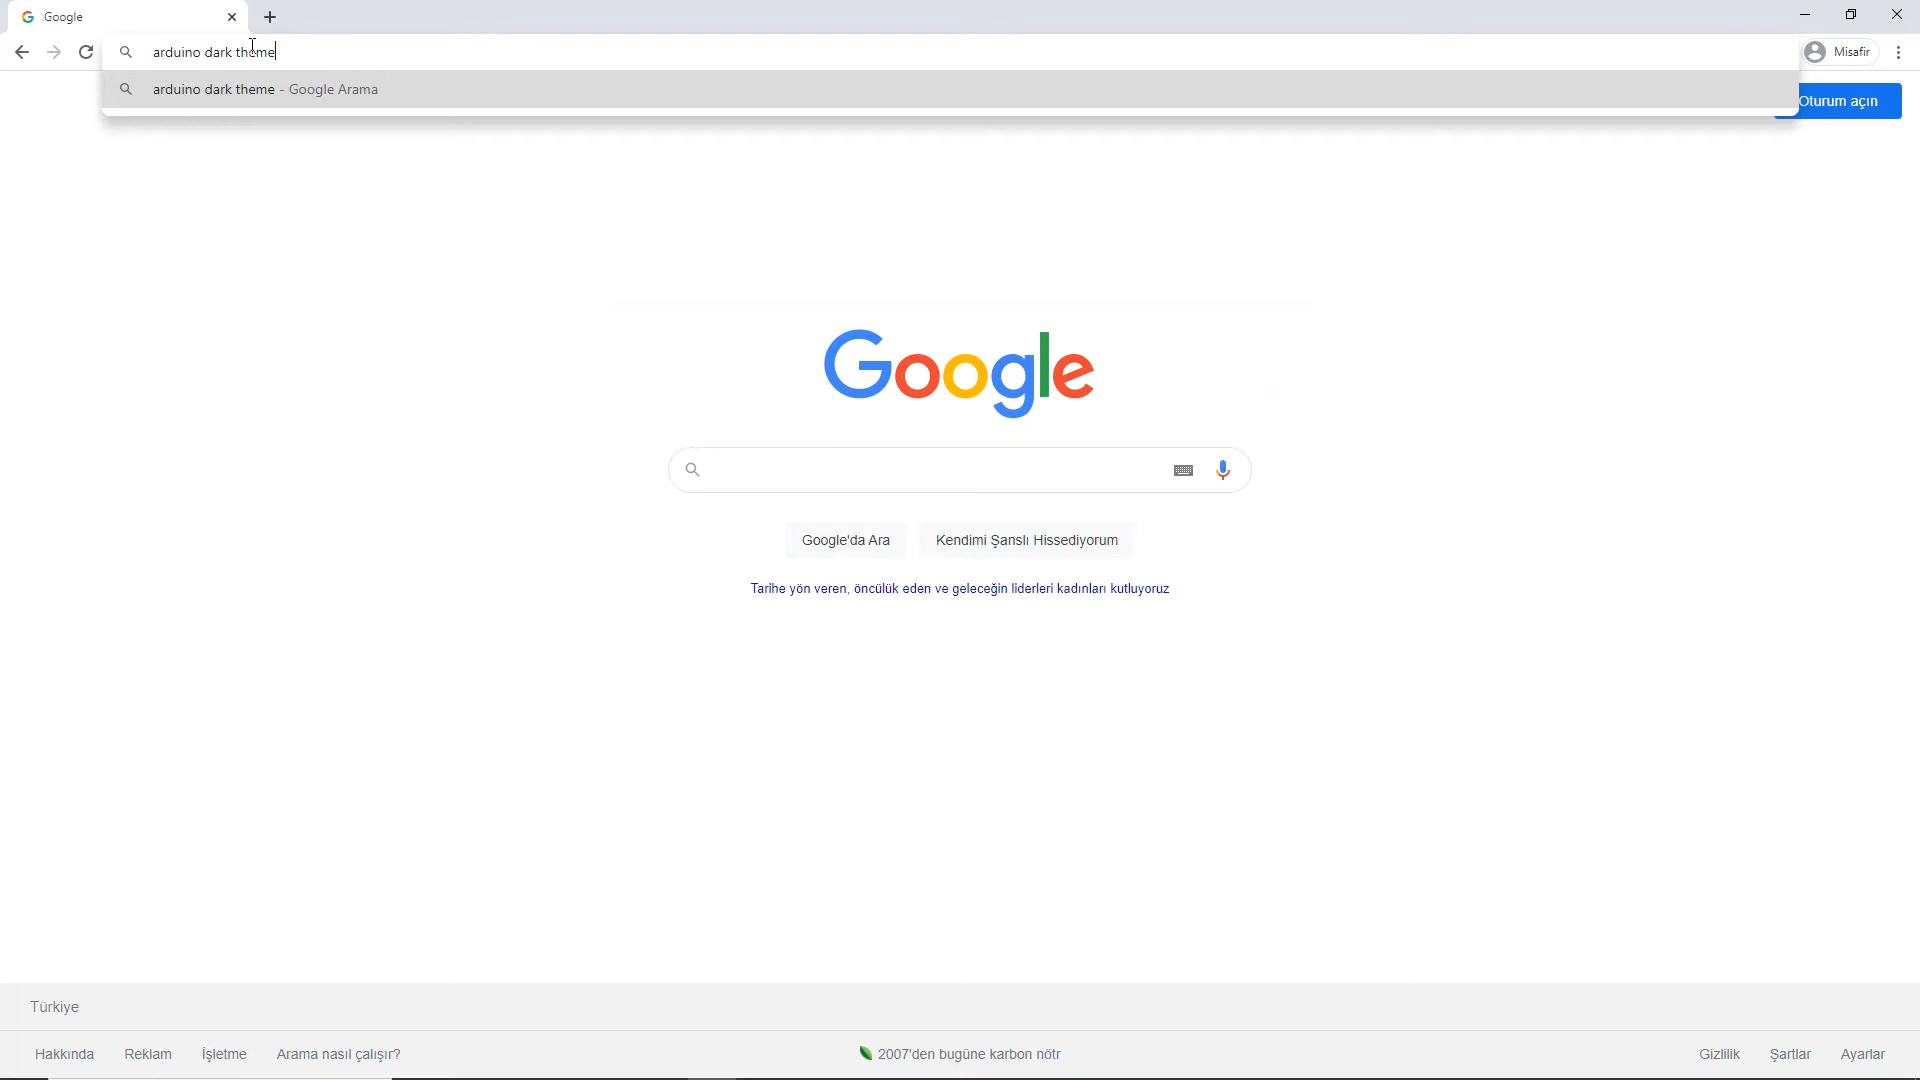 Google
arduino dark theme
Misafir
arduino dark theme - Google Arama
Oturum açın
Google
Google'da Ara
Kendimi Şanslı Hissediyorum
Tarihe yön veren, öncülük eden ve geleceğin liderleri kadınları kutluyoruz
Türkiye
Hakkında Reklam İşletme Arama nasıl çalışır? 2007'den bugüne karbon nötr Gizlilik Şartlar Ayarlar